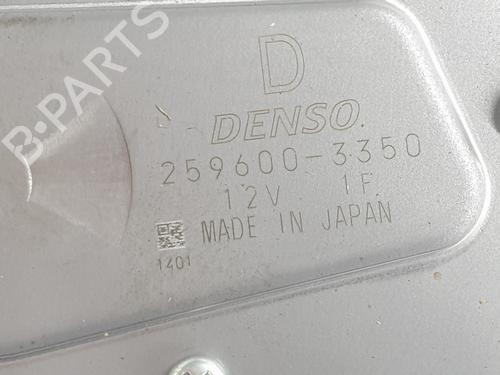 B-PARTS
D
DENSO
259600-3350
12V 1F
MADE IN JAPAN
1401